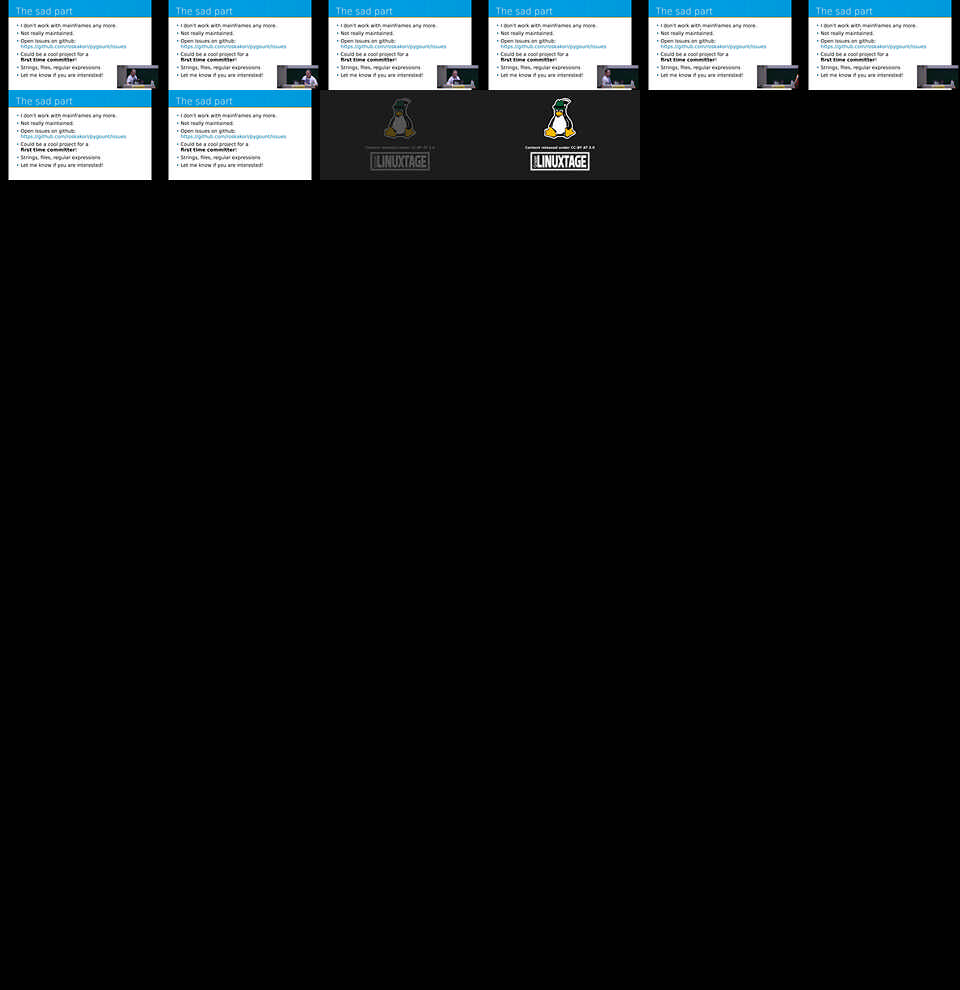 The sad part
I don't work with mainframes any more.
Not really maintained.
Open issues on github:
https://github.com/roskakori/pygount/issues
Could be a cool project for a
first time committer!
Strings, files, regular expressions
Let me know if you are interested!
The sad part
I don't work with mainframes any more.
Not really maintained.
Open issues on github:
https://github.com/roskakori/pygount/issues
Could be a cool project for a
first time committer!
Strings, files, regular expressions
Let me know if you are interested!
The sad part
I don't work with mainframes any more.
Not really maintained.
Open issues on github:
https://github.com/roskakori/pygount/issues
Could be a cool project for a
first time committer!
Strings, files, regular expressions
Let me know if you are interested!
The sad part
I don't work with mainframes any more.
Not really maintained.
Open issues on github:
https://github.com/roskakori/pygount/issues
Could be a cool project for a
first time committer!
Strings, files, regular expressions
Let me know if you are interested!
The sad part
I don't work with mainframes any more.
Not really maintained.
Open issues on github:
https://github.com/roskakori/pygount/issues
Could be a cool project for a
first time committer!
Strings, files, regular expressions
Let me know if you are interested!
The sad part
I don't work with mainframes any more.
Not really maintained.
Open issues on github:
https://github.com/roskakori/pygount/issues
Could be a cool project for a
first time committer!
Strings, files, regular expressions
Let me know if you are interested!
The sad part
I don't work with mainframes any more.
Not really maintained.
Open issues on github:
https://github.com/roskakori/pygount/issues
Could be a cool project for a
first time committer!
Strings, files, regular expressions
Let me know if you are interested!
The sad part
I don't work with mainframes any more.
Not really maintained.
Open issues on github:
https://github.com/roskakori/pygount/issues
Could be a cool project for a
first time committer!
Strings, files, regular expressions
Let me know if you are interested!
Content released under CC-BY AT 3.0
LINUXTAGE
Content released under CC-BY AT 3.0
LINUXTAGE